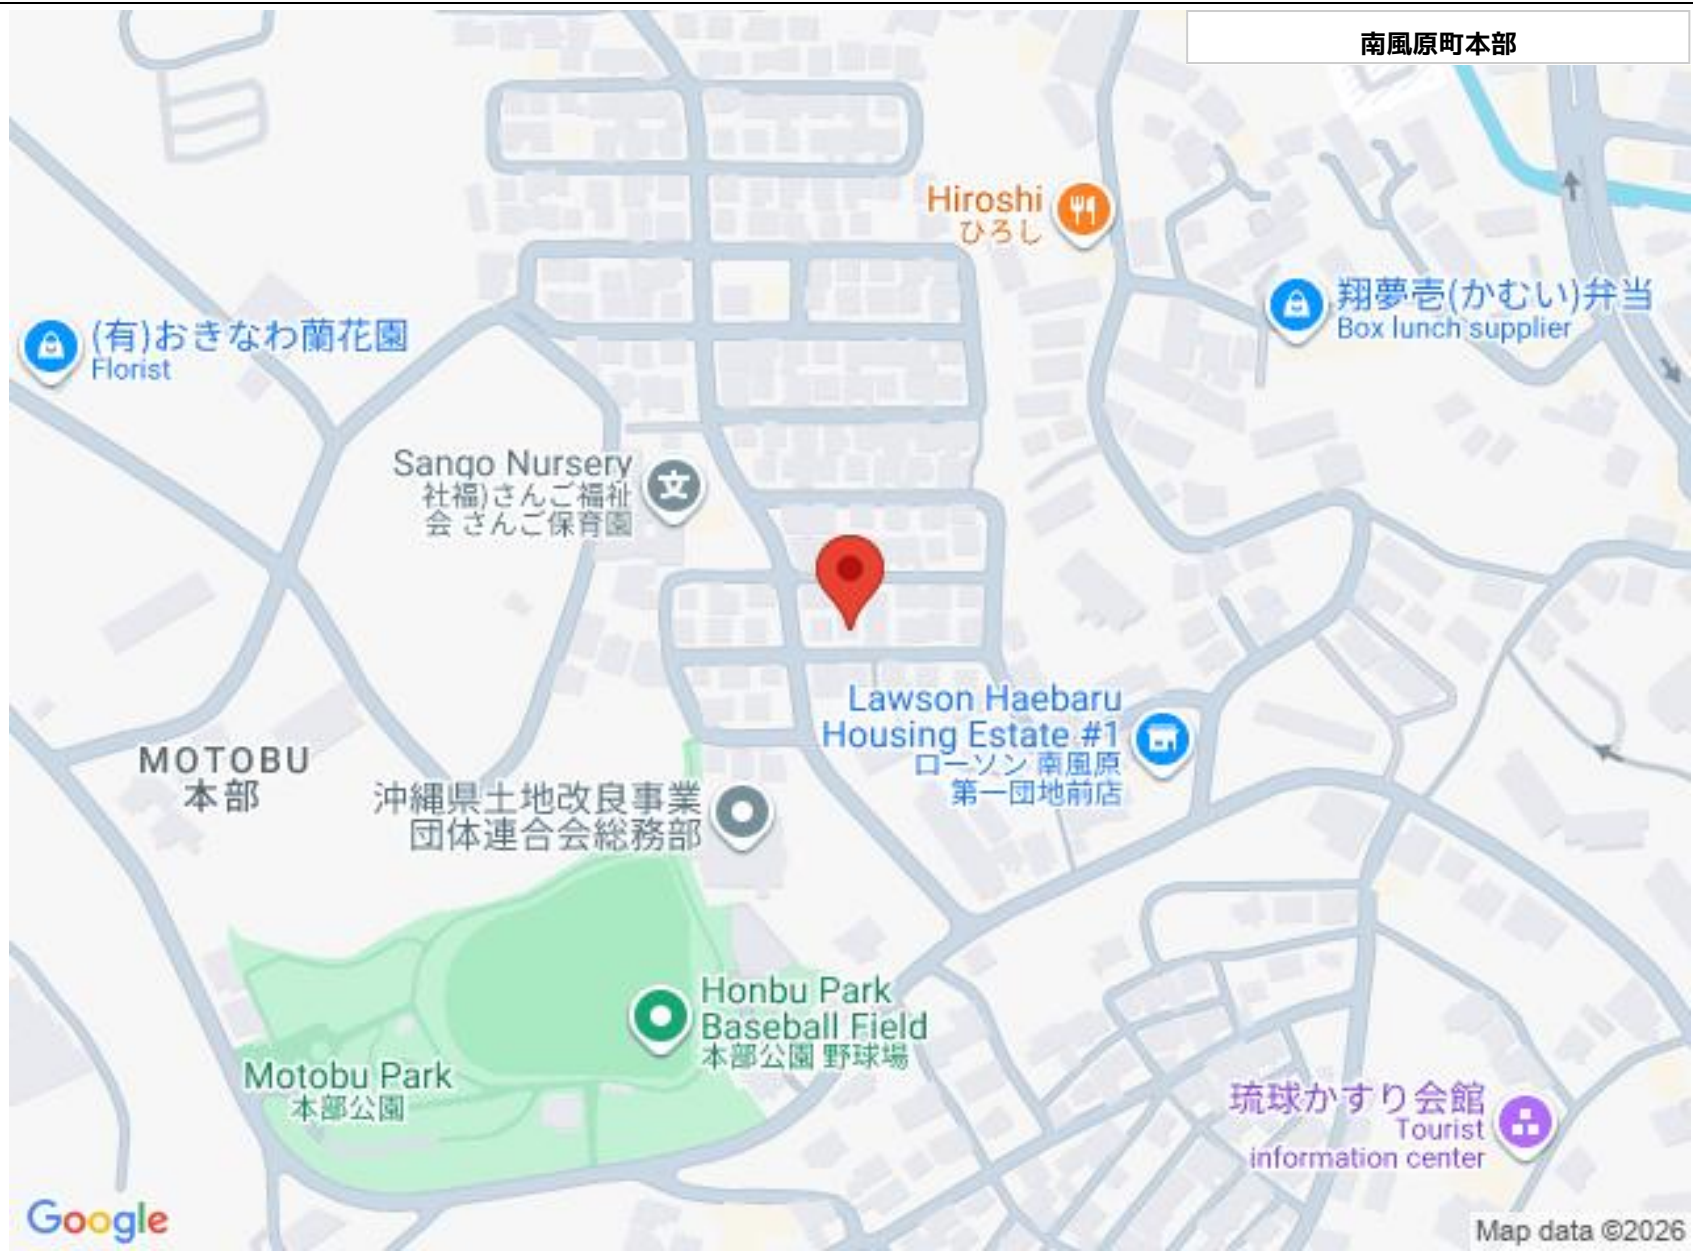 南風原町本部
Hiroshi
ひろし
翔夢壱(かむい)弁当
Box lunch supplier
(有)おきなわ蘭花園
Florist
Sango Nursery
社福)さんご福祉
会 さんご保育園
Lawson Haebaru
Housing Estate #1
ローソン 南風原
第一団地前店
MOTOBU
本部
沖縄県土地改良事業
団体連合会総務部
Honbu Park
Baseball Field
本部公園 野球場
Motobu Park
本部公園
琉球かすり会館
Tourist
information center
Google
Map data ©2026